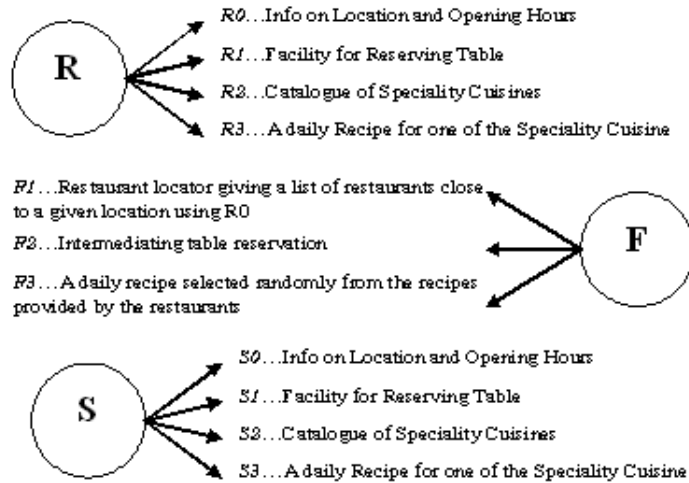 R
R0...Info on Location and Opening Hours
R1...Facility for Reserving Table
R2...Catalogue of Speciality Cuisines
R3...A daily Recipe for one of the Speciality Cuisine
F1...Restaurant locator giving a list of restaurants close
to a given location using R0
F2...Intermediating table reservation
F3...A daily recipe selected randomly from the recipes
provided by the restaurants
F
S
S0...Info on Location and Opening Hours
S1...Facility for Reserving Table
S2...Catalogue of Speciality Cuisines
S3...A daily Recipe for one of the Speciality Cuisine